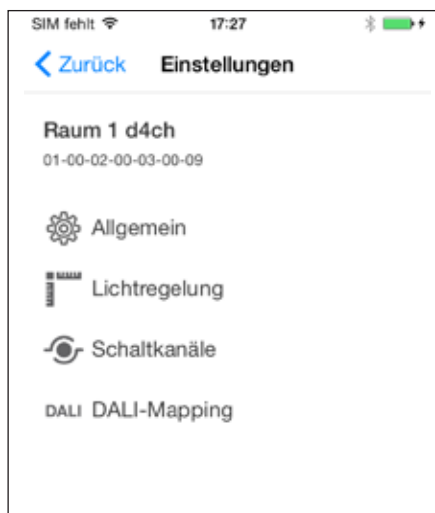 SIM fehlt 17:27
Zurück Einstellungen
Raum 1 d4ch
01-00-02-00-03-00-09
Allgemein
Lichtregelung
Schaltkanäle
DALI DALI-Mapping